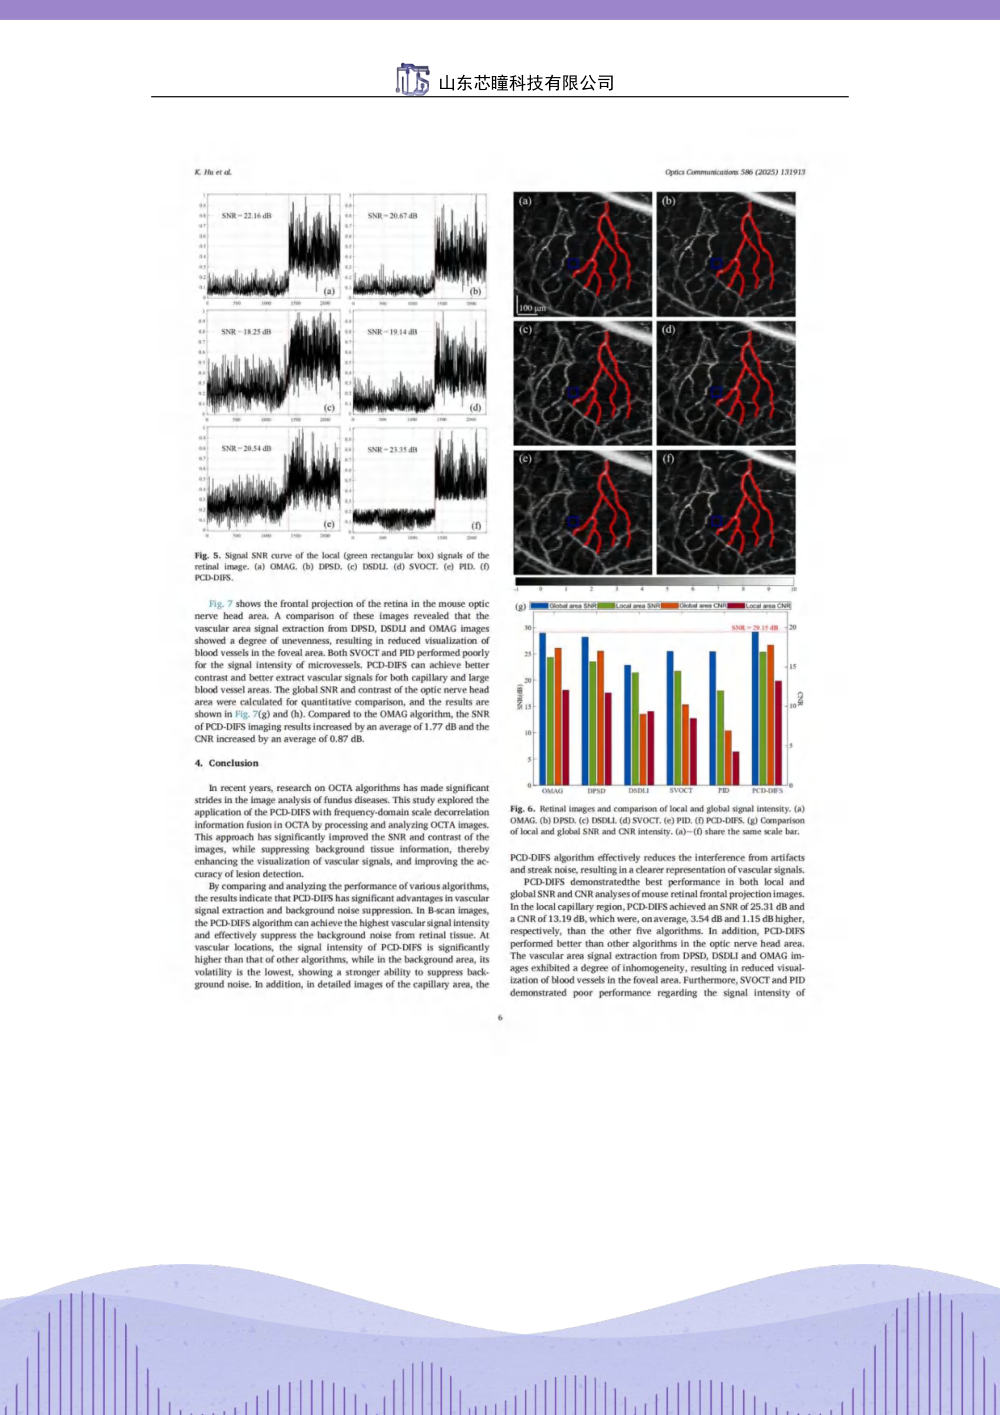 山东芯瞳科技有限公司
K. Hu et al.
Optics Communications 586 (2025) 131913
SNR=22.16 dB
(a)
SNR=20.67 dB
(b)
SNR=18.25 dB
(c)
SNR=19.14 dB
(d)
SNR=20.54 dB
(e)
SNR=23.35 dB
(f)
Fig. 5. Signal SNR curve of the local (green rectangular box) signals of the
retinal image. (a) OMAG. (b) DPSD. (c) DSDLI. (d) SVOCT. (e) PID. (f)
PCD-DIFS.
Fig. 7 shows the frontal projection of the retina in the mouse optic
nerve head area. A comparison of these images revealed that the
vascular area signal extraction from DPSD, DSDLI and OMAG images
showed a degree of unevenness, resulting in reduced visualization of
blood vessels in the foveal area. Both SVOCT and PID performed poorly
for the signal intensity of microvessels. PCD-DIFS can achieve better
contrast and better extract vascular signals for both capillary and large
blood vessel areas. The global SNR and contrast of the optic nerve head
area were calculated for quantitative comparison, and the results are
shown in Fig. 7(g) and (h). Compared to the OMAG algorithm, the SNR
of PCD-DIFS imaging results increased by an average of 1.77 dB and the
CNR increased by an average of 0.87 dB.
4. Conclusion
In recent years, research on OCTA algorithms has made significant
strides in the image analysis of fundus diseases. This study explored the
application of the PCD-DIFS with frequency-domain scale decorrelation
information fusion in OCTA by processing and analyzing OCTA images.
This approach has significantly improved the SNR and contrast of the
images, while suppressing background tissue information, thereby
enhancing the visualization of vascular signals, and improving the ac-
curacy of lesion detection.
By comparing and analyzing the performance of various algorithms,
the results indicate that PCD-DIFS has significant advantages in vascular
signal extraction and background noise suppression. In B-scan images,
the PCD-DIFS algorithm can achieve the highest vascular signal intensity
and effectively suppress the background noise from retinal tissue. At
vascular locations, the signal intensity of PCD-DIFS is significantly
higher than that of other algorithms, while in the background area, its
volatility is the lowest, showing a stronger ability to suppress back-
ground noise. In addition, in detailed images of the capillary area, the
(a)
(b)
100 μm
(c)
(d)
(e)
(f)
-1 0 1 2 3 4 5 6 7 8 9 10
(g)
Global area SNR Local area SNR Global area CNR Local area CNR
SNR=29.15 dB
SNR(dB)
30
25
20
15
10
5
0
20
15
10
5
0
CNR
OMAG DPSD DSDLI SVOCT PID PCD-DIFS
Fig. 6. Retinal images and comparison of local and global signal intensity. (a)
OMAG. (b) DPSD. (c) DSDLI. (d) SVOCT. (e) PID. (f) PCD-DIFS. (g) Comparison
of local and global SNR and CNR intensity. (a)–(f) share the same scale bar.
PCD-DIFS algorithm effectively reduces the interference from artifacts
and streak noise, resulting in a clearer representation of vascular signals.
PCD-DIFS demonstratedthe best performance in both local and
global SNR and CNR analyses of mouse retinal frontal projection images.
In the local capillary region, PCD-DIFS achieved an SNR of 25.31 dB and
a CNR of 13.19 dB, which were, on average, 3.54 dB and 1.15 dB higher,
respectively, than the other five algorithms. In addition, PCD-DIFS
performed better than other algorithms in the optic nerve head area.
The vascular area signal extraction from DPSD, DSDLI and OMAG im-
ages exhibited a degree of inhomogeneity, resulting in reduced visual-
ization of blood vessels in the foveal area. Furthermore, SVOCT and PID
demonstrated poor performance regarding the signal intensity of
6